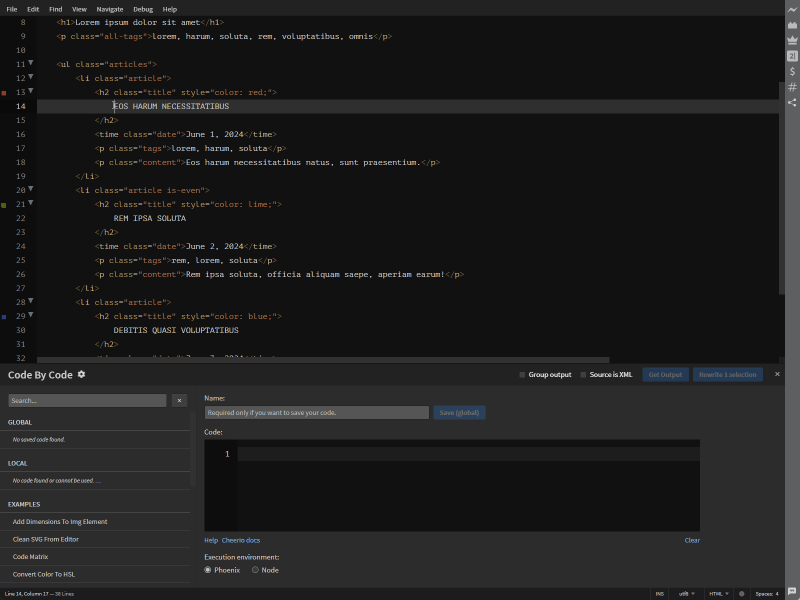 File Edit Find View Navigate Debug Help
8 <h1>Lorem ipsum dolor sit amet</h1>
9 <p class="all-tags">lorem, harum, soluta, rem, voluptatibus, omnis</p>
10
11 <ul class="articles">
12 <li class="article">
13 <h2 class="title" style="color: red;">
14 EOS HARUM NECESSITATIBUS
15 </h2>
16 <time class="date">June 1, 2024</time>
17 <p class="tags">lorem, harum, soluta</p>
18 <p class="content">Eos harum necessitatibus natus, sunt praesentium.</p>
19 </li>
20 <li class="article is-even">
21 <h2 class="title" style="color: lime;">
22 REM IPSA SOLUTA
23 </h2>
24 <time class="date">June 2, 2024</time>
25 <p class="tags">rem, lorem, soluta</p>
26 <p class="content">Rem ipsa soluta, officia aliquam saepe, aperiam earum!</p>
27 </li>
28 <li class="article">
29 <h2 class="title" style="color: blue;">
30 DEBITIS QUASI VOLUPTATIBUS
31 </h2>
32
Code By Code
Group output Source is XML Get Output Rewrite 1 selection ×
Search... ×
GLOBAL
No saved code found.
LOCAL
No code found or cannot be used. ...
EXAMPLES
Add Dimensions To Img Element
Clean SVG From Editor
Code Matrix
Convert Color To HSL
Name:
Required only if you want to save your code. Save (global)
Code:
1
Help Cheerio docs Clear
Execution environment:
Phoenix Node
Line 14, Column 17 — 38 Lines INS utf8 HTML Spaces: 4